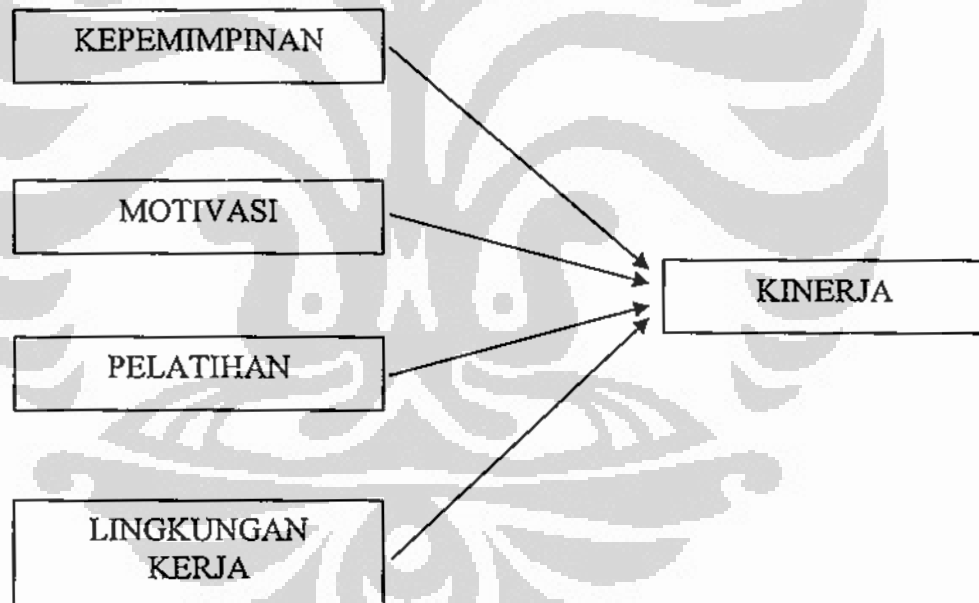 KEPEMIMPINAN
MOTIVASI
KINERJA
PELATIHAN
LINGKUNGAN
KERJA